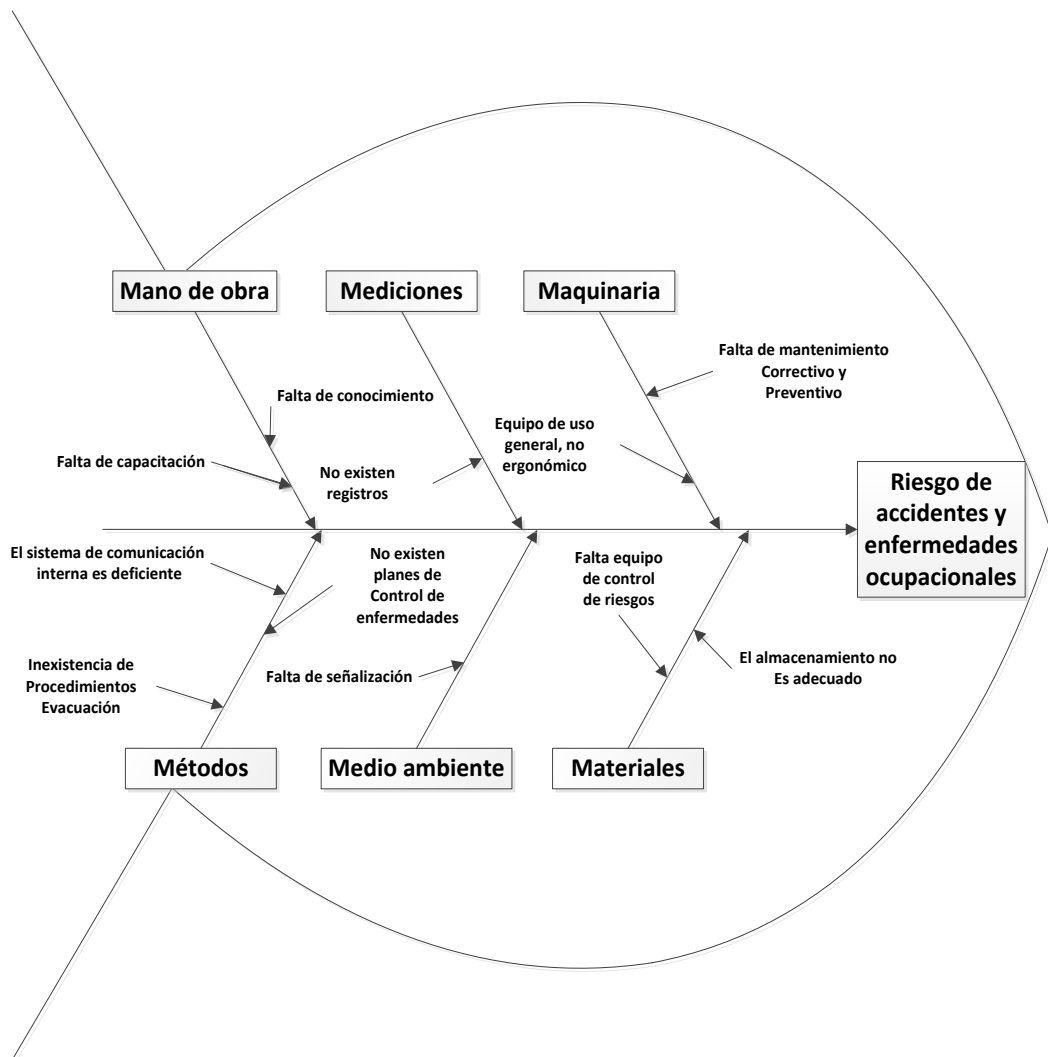 Mano de obra
Mediciones
Maquinaria
Falta de mantenimiento
Correctivo y
Preventivo
Falta de conocimiento
Equipo de uso
general, no
ergonómico
Falta de capacitación
No existen
registros
Riesgo de
accidentes y
enfermedades
ocupacionales
El sistema de comunicación
interna es deficiente
No existen
planes de
Control de
enfermedades
Falta equipo
de control
de riesgos
Inexistencia de
Procedimientos
Evacuación
Falta de señalización
El almacenamiento no
Es adecuado
Métodos
Medio ambiente
Materiales